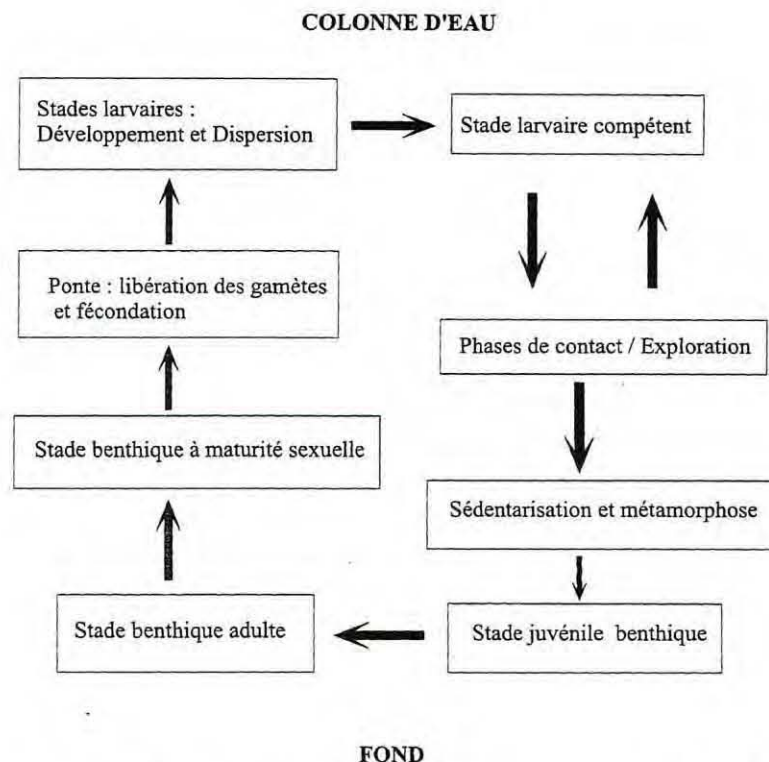 COLONNE D'EAU
Stades larvaires :
Développement et Dispersion
Stade larvaire compétent
Ponte : libération des gamètes
et fécondation
Phases de contact / Exploration
Stade benthique à maturité sexuelle
Sédentarisation et métamorphose
Stade benthique adulte
Stade juvénile benthique
FOND